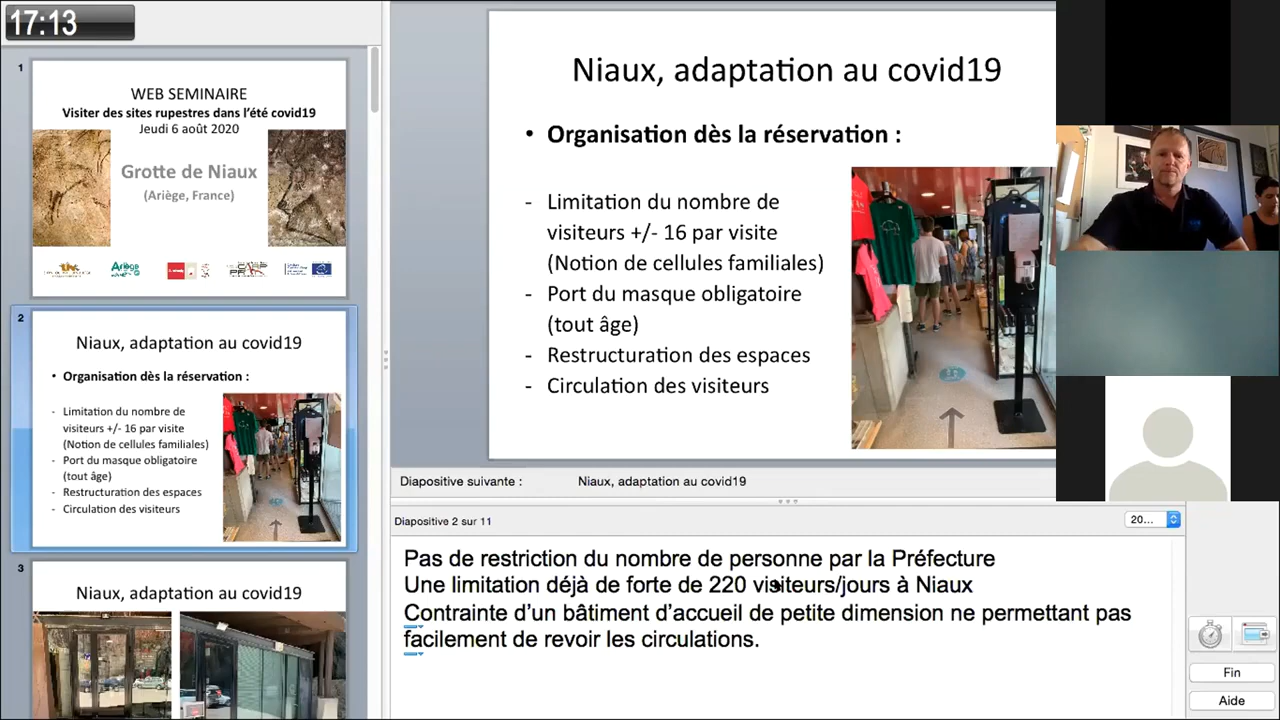 17:13
1
WEB SEMINAIRE
Visiter des sites rupestres dans l'été covid19
Jeudi 6 août 2020
Grotte de Niaux
(Ariège, France)
Ariège
2
Niaux, adaptation au covid19
• Organisation dès la réservation :
- Limitation du nombre de
visiteurs +/- 16 par visite
(Notion de cellules familiales)
- Port du masque obligatoire
(tout âge)
- Restructuration des espaces
- Circulation des visiteurs
3
Niaux, adaptation au covid19
Niaux, adaptation au covid19
• Organisation dès la réservation :
- Limitation du nombre de
visiteurs +/- 16 par visite
(Notion de cellules familiales)
- Port du masque obligatoire
(tout âge)
- Restructuration des espaces
- Circulation des visiteurs
Diapositive suivante : Niaux, adaptation au covid19
Diapositive 2 sur 11
20...
Pas de restriction du nombre de personne par la Préfecture
Une limitation déjà de forte de 220 visiteurs/jours à Niaux
Contrainte d'un bâtiment d'accueil de petite dimension ne permettant pas
facilement de revoir les circulations.
Fin
Aide